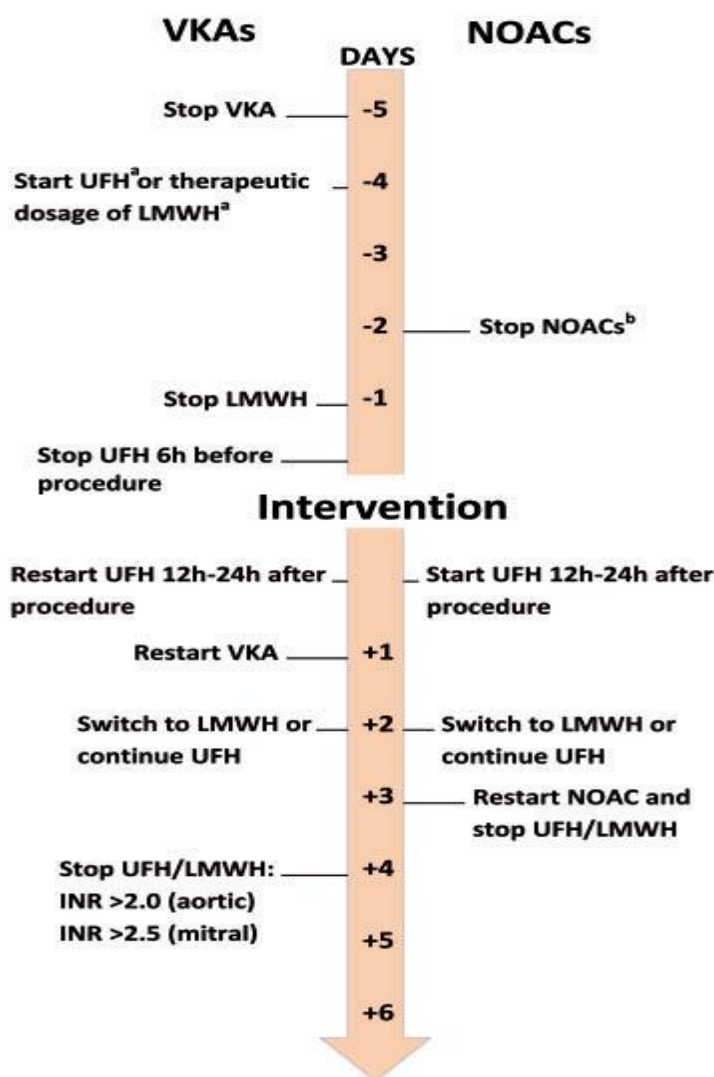 VKAs
NOACs
DAYS
Stop VKA
-5
Start UFHa or therapeutic
dosage of LMWHa
-4
-3
-2
Stop NOACsb
Stop LMWH
-1
Stop UFH 6h before
procedure
Intervention
Restart UFH 12h-24h after
procedure
Start UFH 12h-24h after
procedure
Restart VKA
+1
Switch to LMWH or
continue UFH
+2
Switch to LMWH or
continue UFH
+3
Restart NOAC and
stop UFH/LMWH
Stop UFH/LMWH:
INR >2.0 (aortic)
INR >2.5 (mitral)
+4
+5
+6